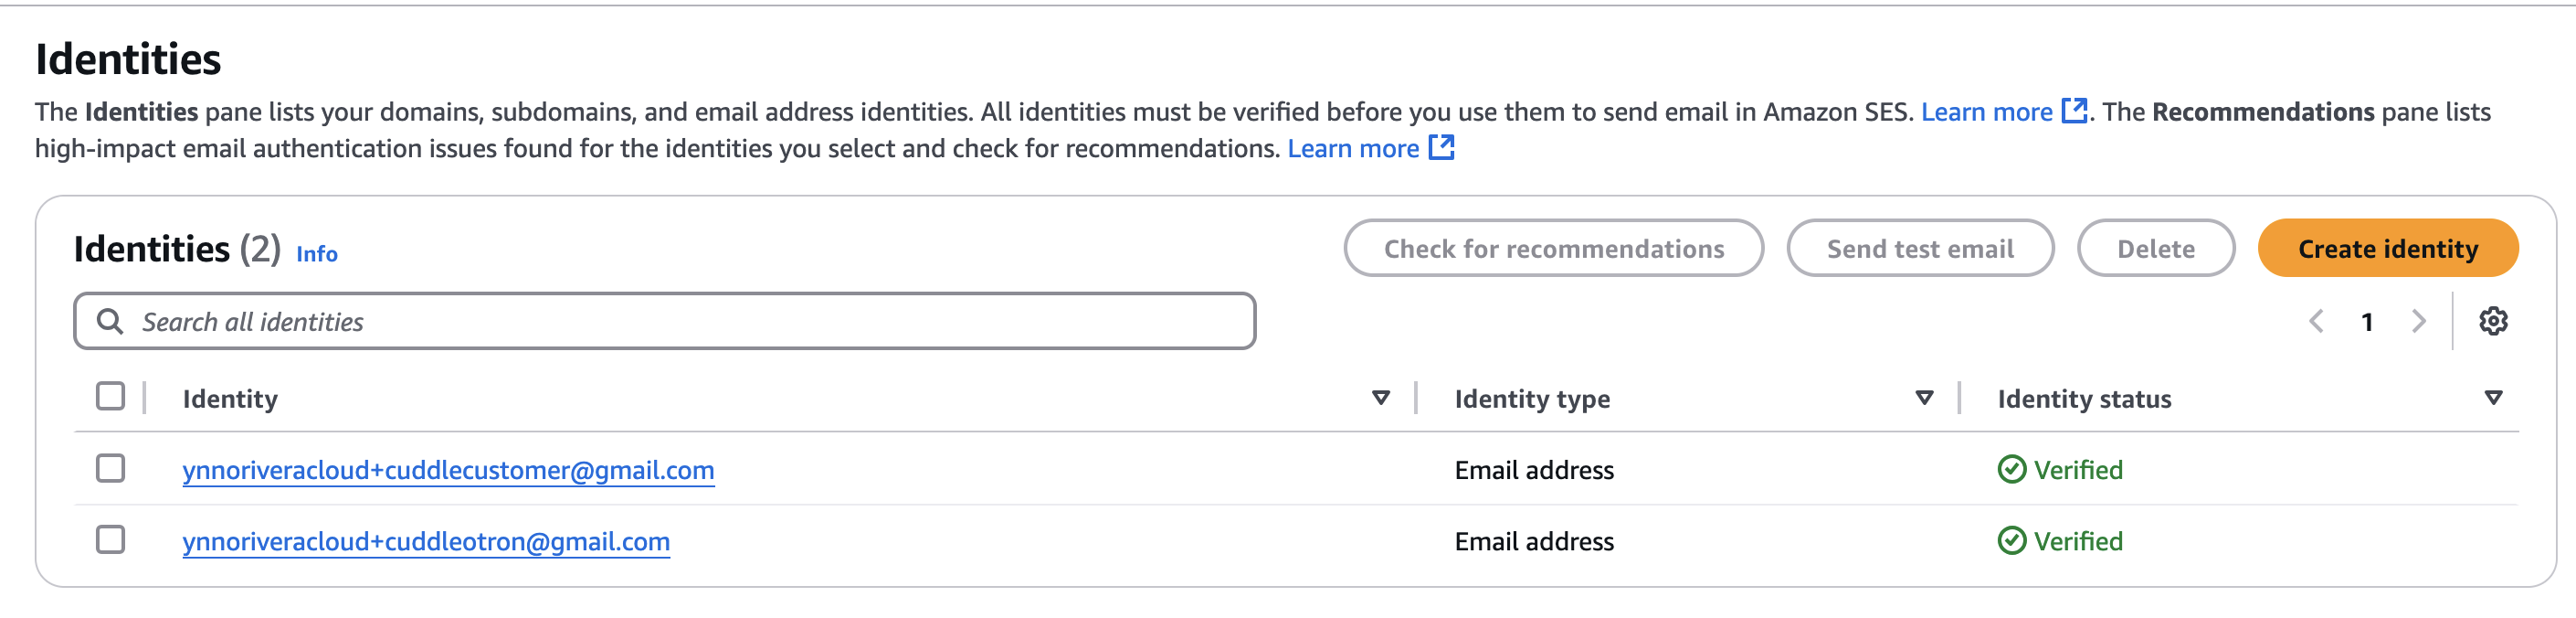 Identities
The Identities pane lists your domains, subdomains, and email address identities. All identities must be verified before you use them to send email in Amazon SES. Learn more. The Recommendations pane lists
high-impact email authentication issues found for the identities you select and check for recommendations. Learn more
Identities (2) Info Check for recommendations Send test email Delete Create identity
Search all identities 1
Identity Identity type Identity status
ynnoriveracloud+cuddlecustomer@gmail.com Email address Verified
ynnoriveracloud+cuddleotron@gmail.com Email address Verified